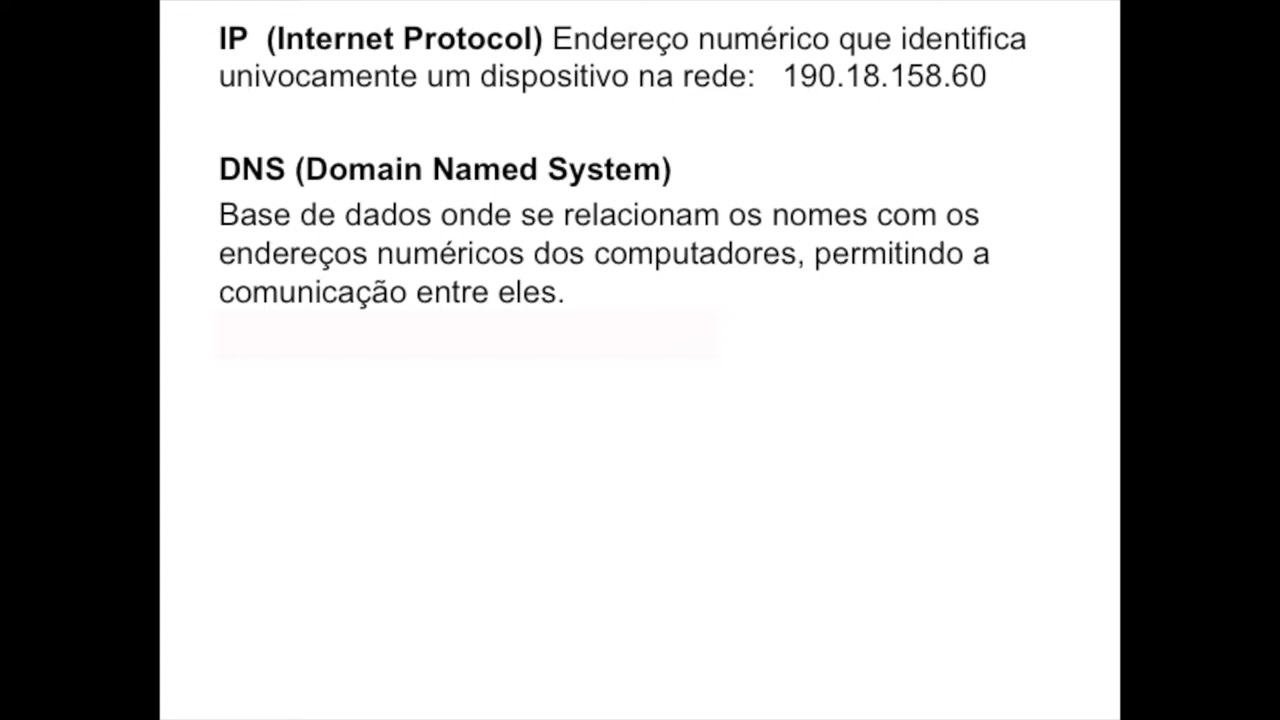 IP (Internet Protocol) Endereço numérico que identifica
univocamente um dispositivo na rede: 190.18.158.60
DNS (Domain Named System)
Base de dados onde se relacionam os nomes com os
endereços numéricos dos computadores, permitindo a
comunicação entre eles.